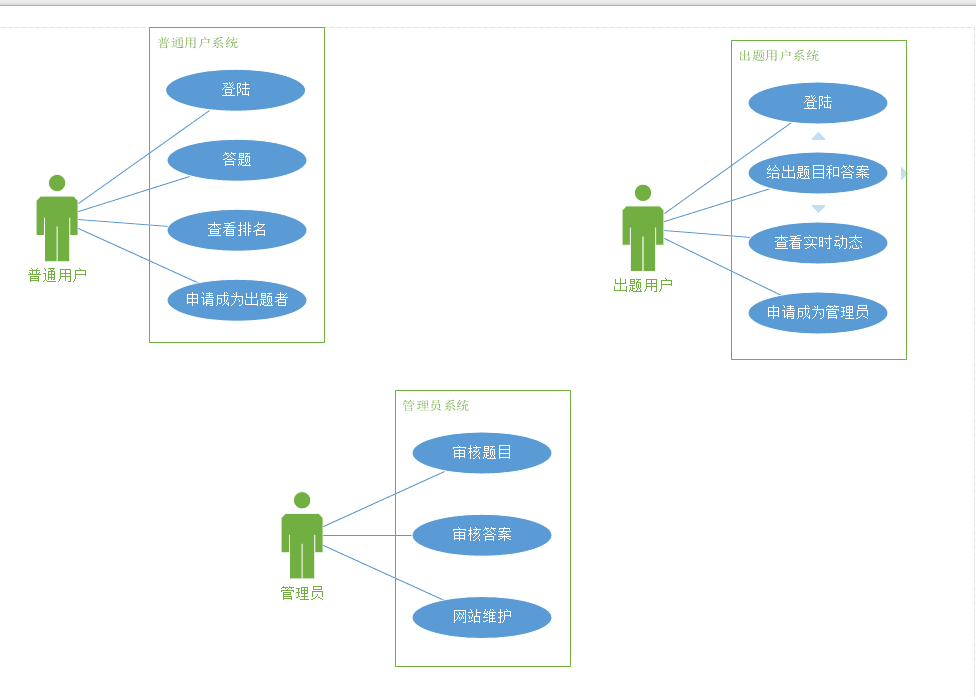 普通用户系统
登陆
答题
查看排名
申请成为出题者
普通用户
出题用户系统
登陆
给出题目和答案
查看实时动态
申请成为管理员
出题用户
管理员系统
审核题目
审核答案
网站维护
管理员